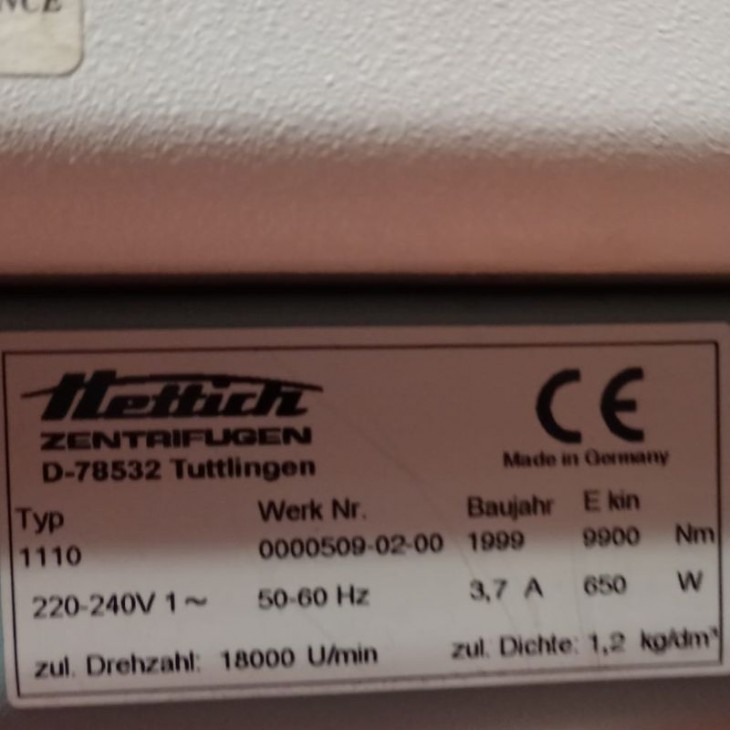 Hettich
ZENTRIFUGEN
D-78532 Tuttlingen
CE
Made in Germany
Typ Werk Nr. Baujahr E kin
1110 0000509-02-00 1999 9900 Nm
220-240V 1~ 50-60 Hz 3,7 A 650 W
zul. Drehzahl: 18000 U/min zul. Dichte: 1,2 kg/dm³